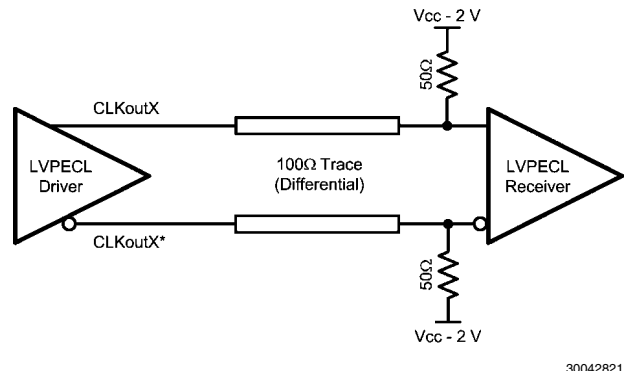 Vcc - 2 V
50Ω
CLKoutX
LVPECL
Driver
100Ω Trace
(Differential)
LVPECL
Receiver
CLKoutX*
50Ω
Vcc - 2 V
30042821